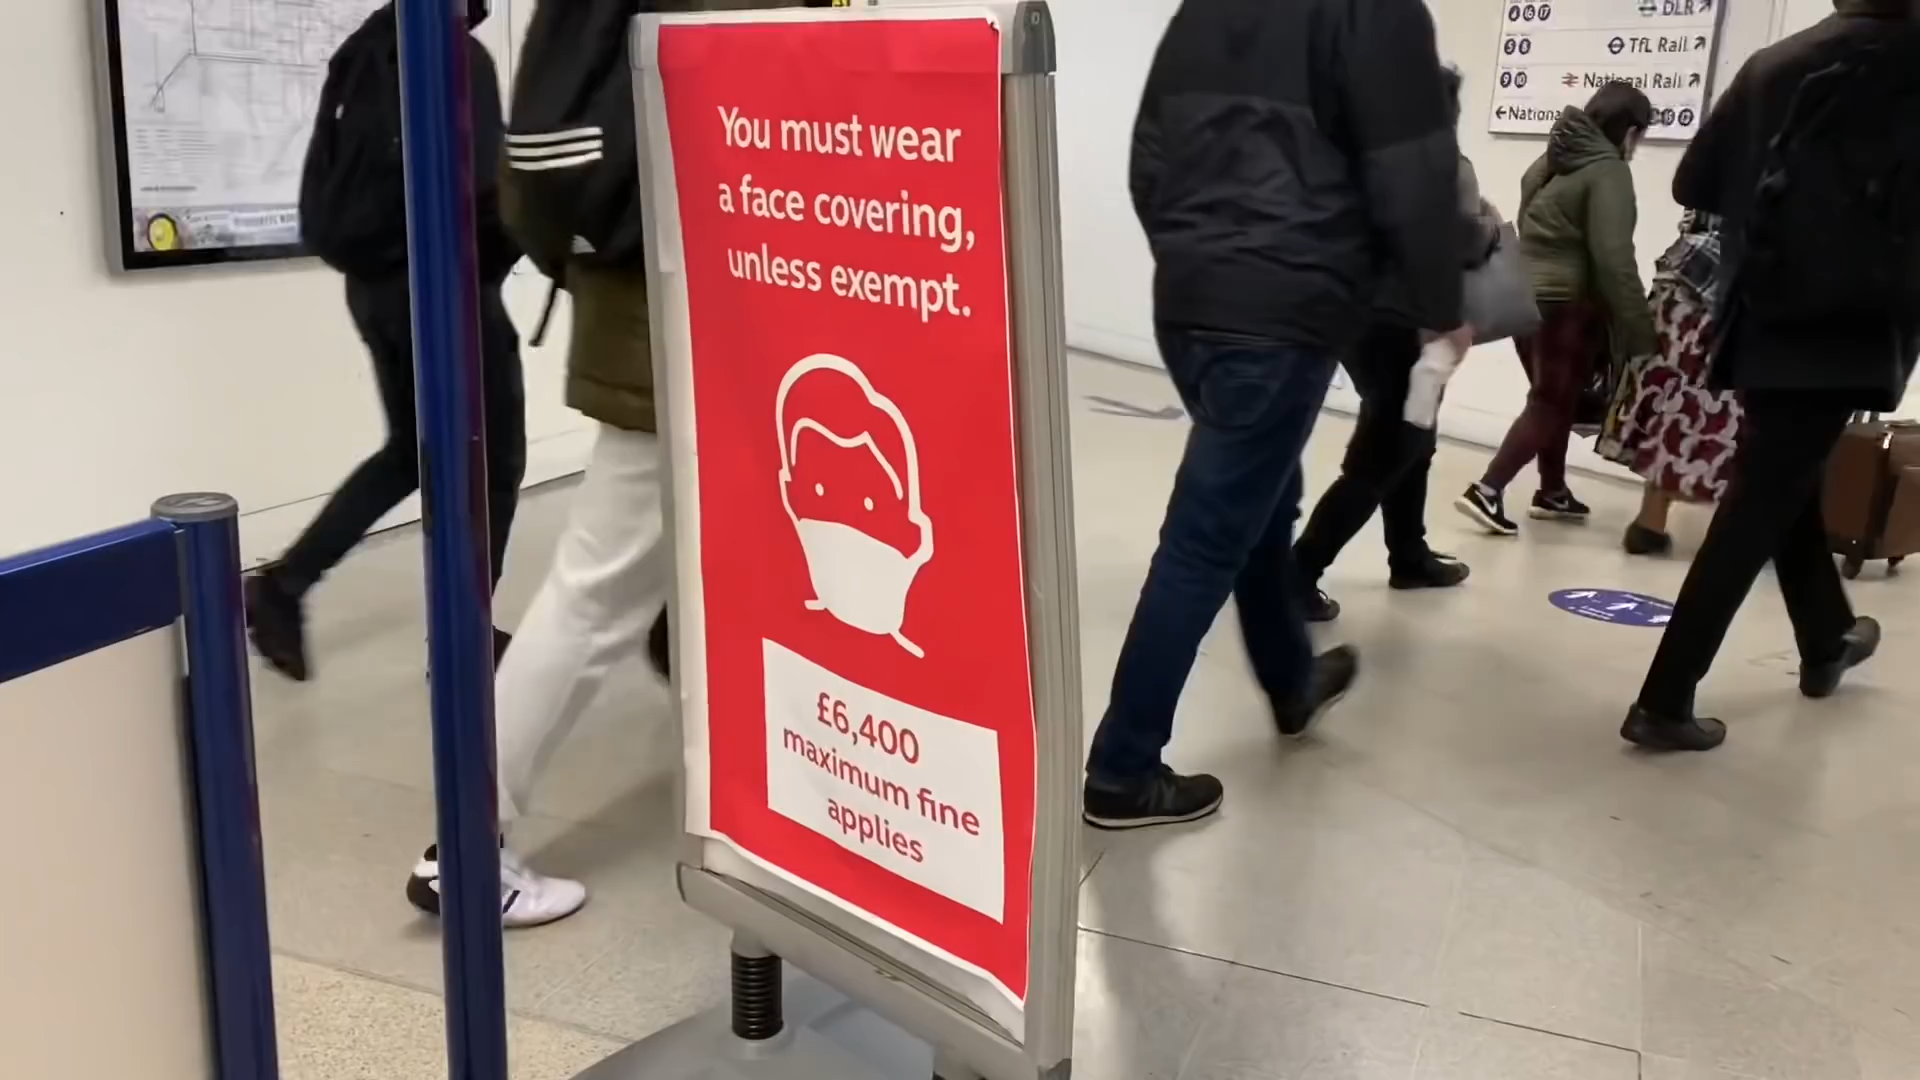 You must wear
a face covering,
unless exempt.
£6,400
maximum fine
applies
DLR
TfL Rail
National Rail